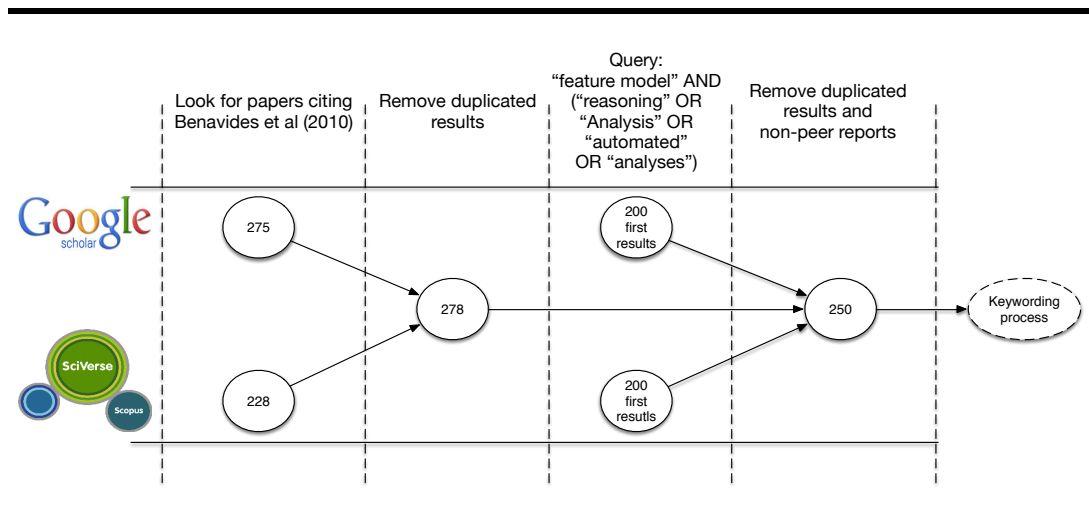 Look for papers citing
Benavides et al (2010)
Remove duplicated
results
Query:
“feature model” AND
(“reasoning” OR
“Analysis” OR
“automated”
OR “analyses”)
Remove duplicated
results and
non-peer reports
Google
scholar
275
200
first
results
278
250
Keywording
process
SciVerse
Scopus
228
200
first
resutls